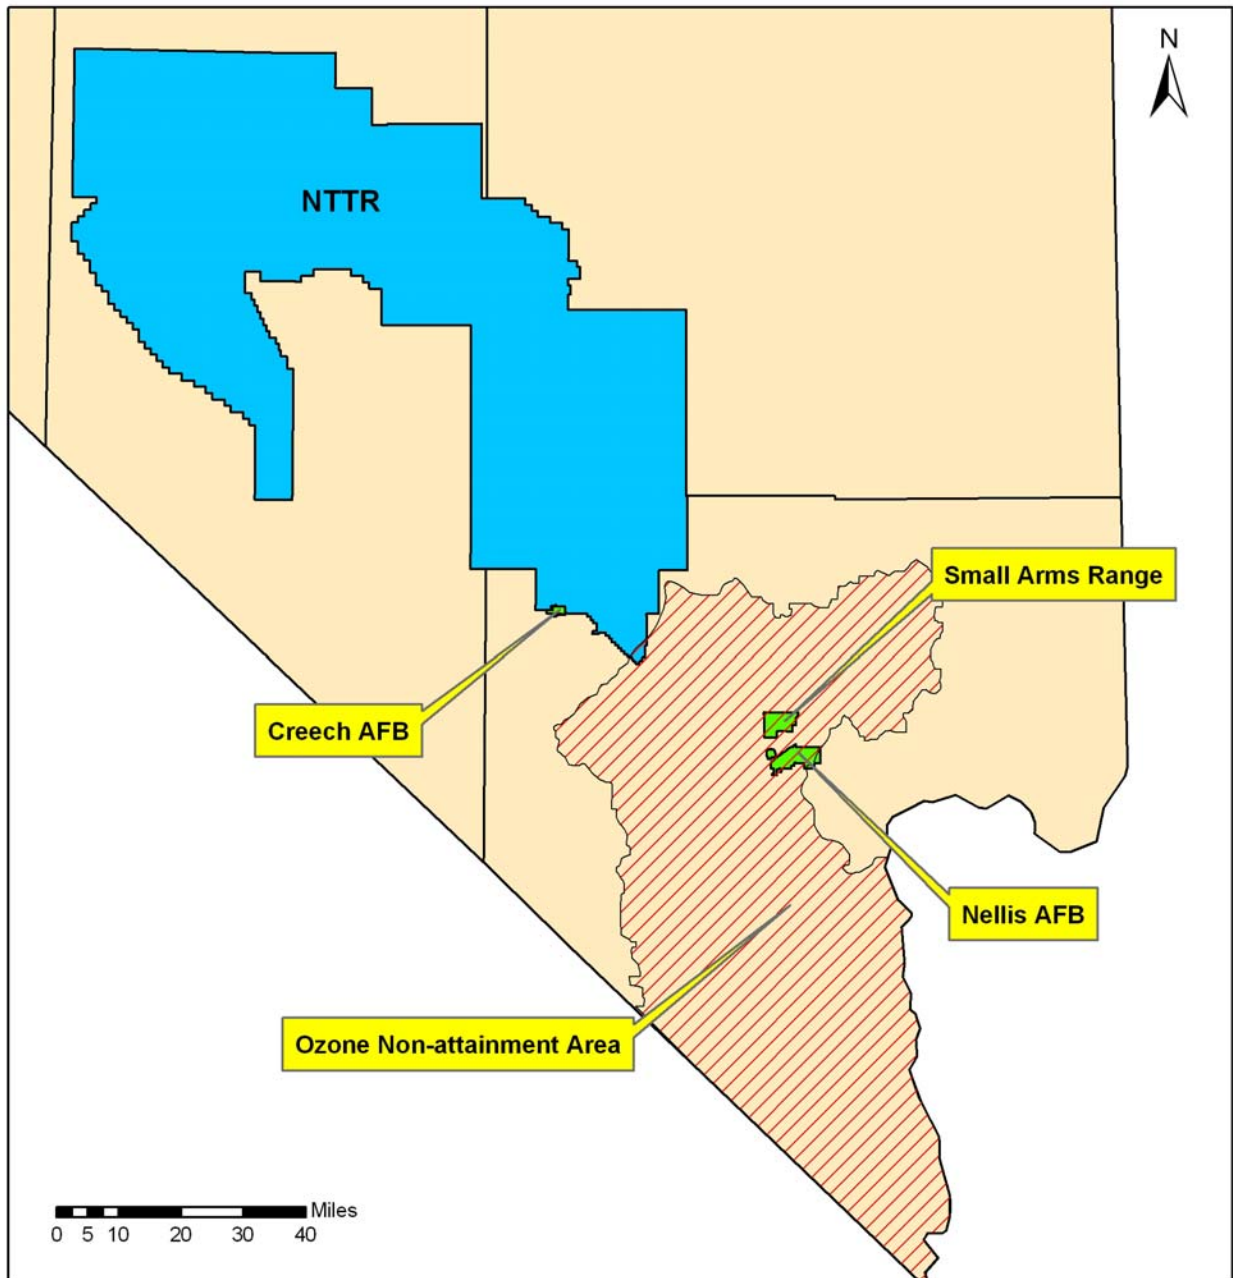 N
NTTR
Small Arms Range
Creech AFB
Nellis AFB
Ozone Non-attainment Area
Miles
0 5 10 20 30 40